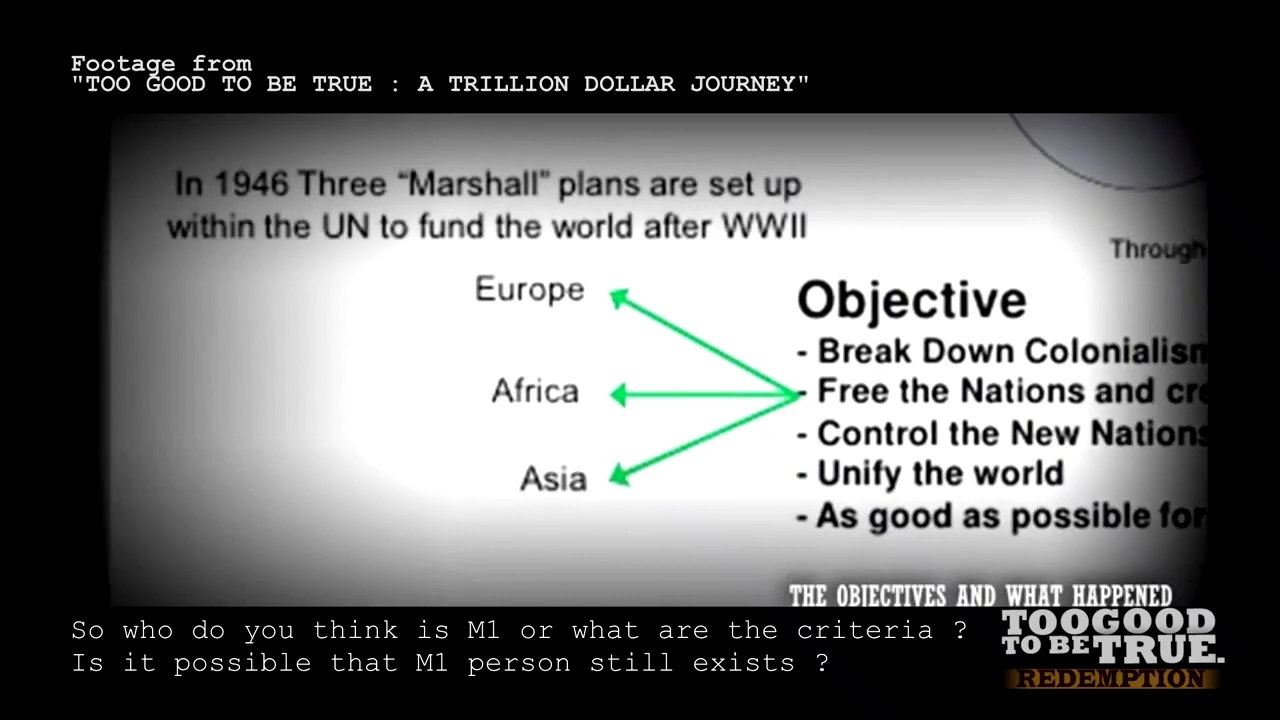 Footage from
"TOO GOOD TO BE TRUE : A TRILLION DOLLAR JOURNEY"
In 1946 Three “Marshall” plans are set up
within the UN to fund the world after WWII
Through
Europe
Africa
Asia
Objective
- Break Down Colonialism
- Free the Nations and cre
- Control the New Nations
- Unify the world
- As good as possible for
THE OBJECTIVES AND WHAT HAPPENED
So who do you think is M1 or what are the criteria ?
Is it possible that M1 person still exists ?
TOO GOOD
TO BE TRUE.
REDEMPTION